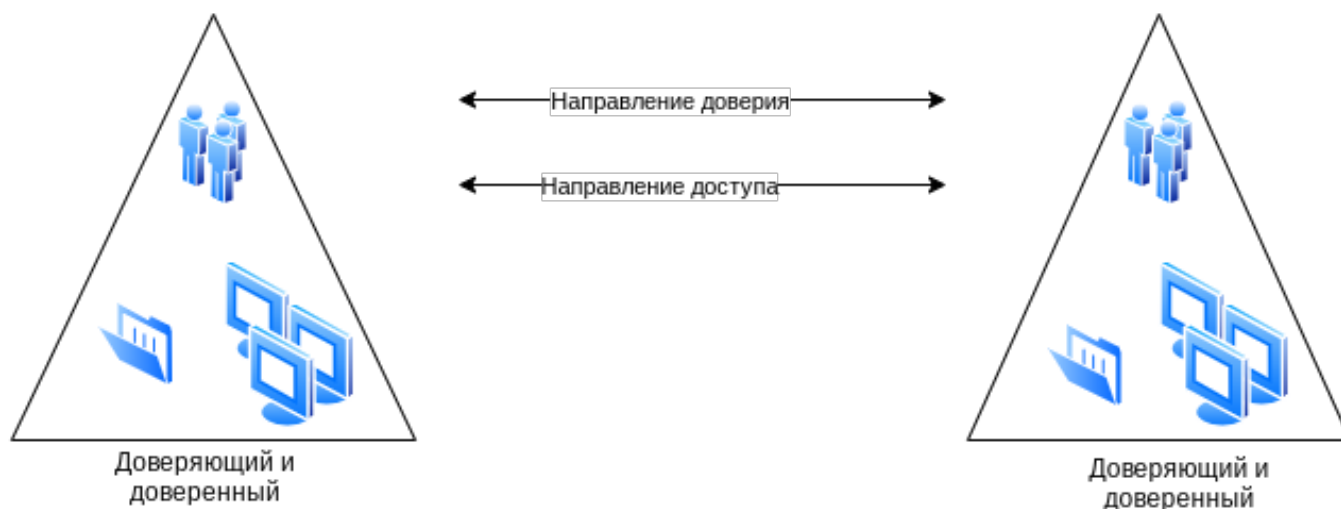 Направление доверия
Направление доступа
Доверяющий и
доверенный
Доверяющий и
доверенный